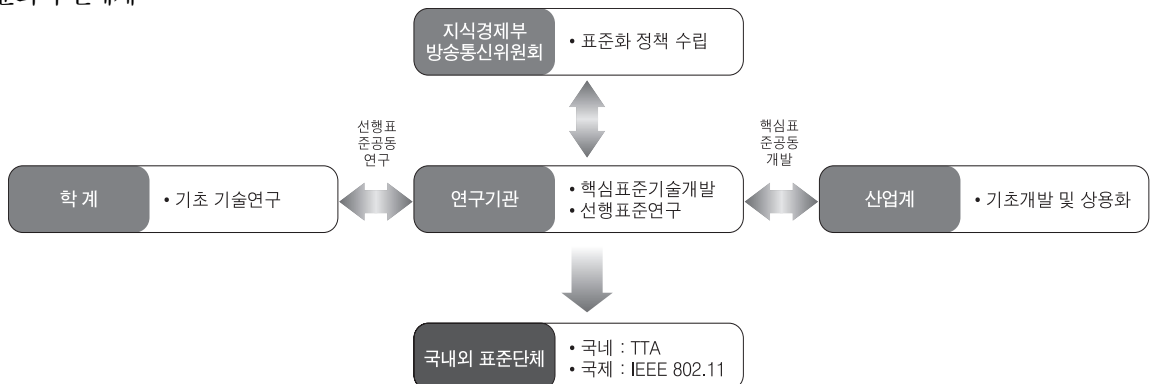 지식경제부
방송통신위원회
• 표준화 정책 수립
선행표
준공동
연구
핵심표
준공동
개발
학 계
• 기초 기술연구
연구기관
• 핵심표준기술개발
• 선행표준연구
산업계
• 기초개발 및 상용화
국내외 표준단체
• 국네 : TTA
• 국제 : IEEE 802.11